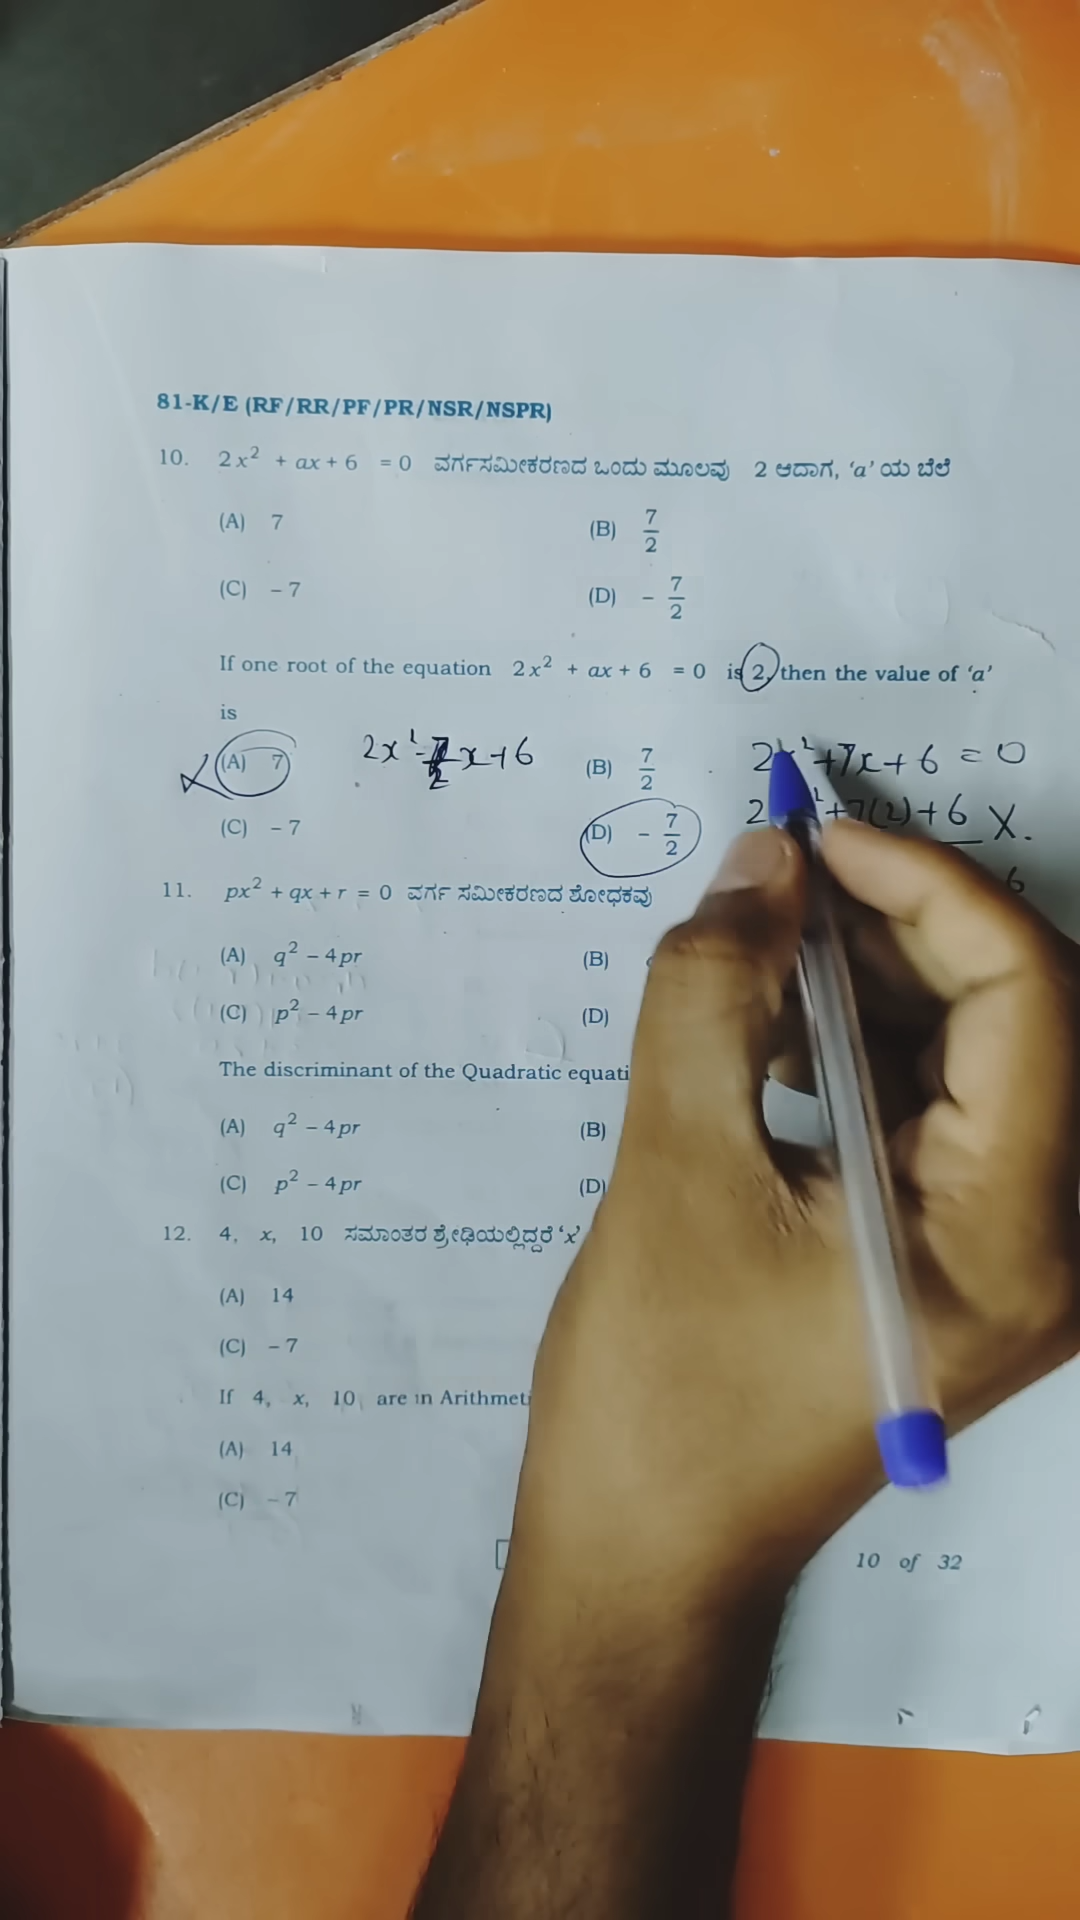 81-K/E (RF/RR/PF/PR/NSR/NSPR)
10. 2x² + ax + 6 = 0 ವರ್ಗಸಮೀಕರಣದ ಒಂದು ಮೂಲವು 2 ಆದಾಗ, ‘a’ ಯ ಬೆಲೆ
(A) 7 (B) 7/2
(C) – 7 (D) – 7/2
If one root of the equation 2x² + ax + 6 = 0 is 2, then the value of ‘a’
is
(A) 7 (B) 7/2
(C) – 7 (D) – 7/2
2x² +7x+6 = 0
+7(2)+6 X.
6
11. px² + qx + r = 0 ವರ್ಗ ಸಮೀಕರಣದ ಶೋಧಕವು
(A) q² – 4pr (B)
(C) p² – 4pr (D)
The discriminant of the Quadratic
(A) q² – 4pr (B)
(C) p² – 4pr (D)
12. 4, x, 10 ಸಮಾಂತರ ಶ್ರೇಢಿಯಲ್ಲಿದ್ದರೆ ‘x’
(A) 14
(C) – 7
If 4, x, 10 are in
(A) 14
(C) – 7
10 of 32